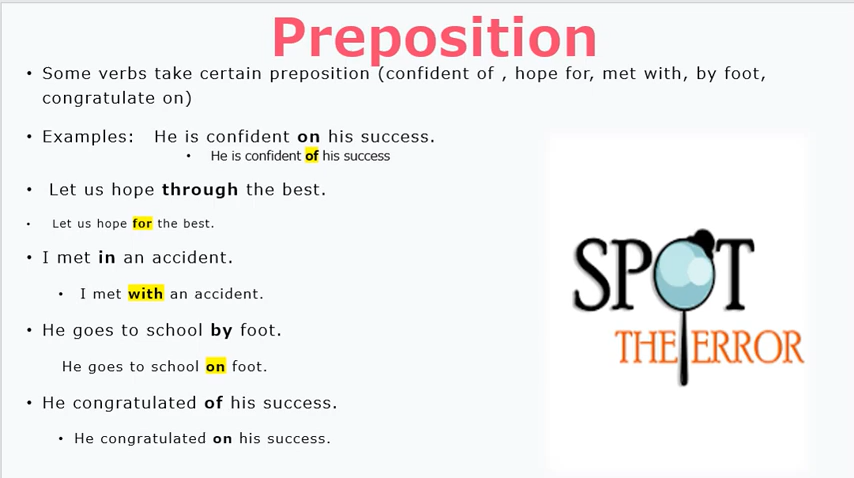 Preposition
• Some verbs take certain preposition (confident of , hope for, met with, by foot,
congratulate on)
• Examples: He is confident on his success.
• He is confident of his success
• Let us hope through the best.
• Let us hope for the best.
• I met in an accident.
• I met with an accident.
• He goes to school by foot.
He goes to school on foot.
• He congratulated of his success.
• He congratulated on his success.
SPOT
THE ERROR